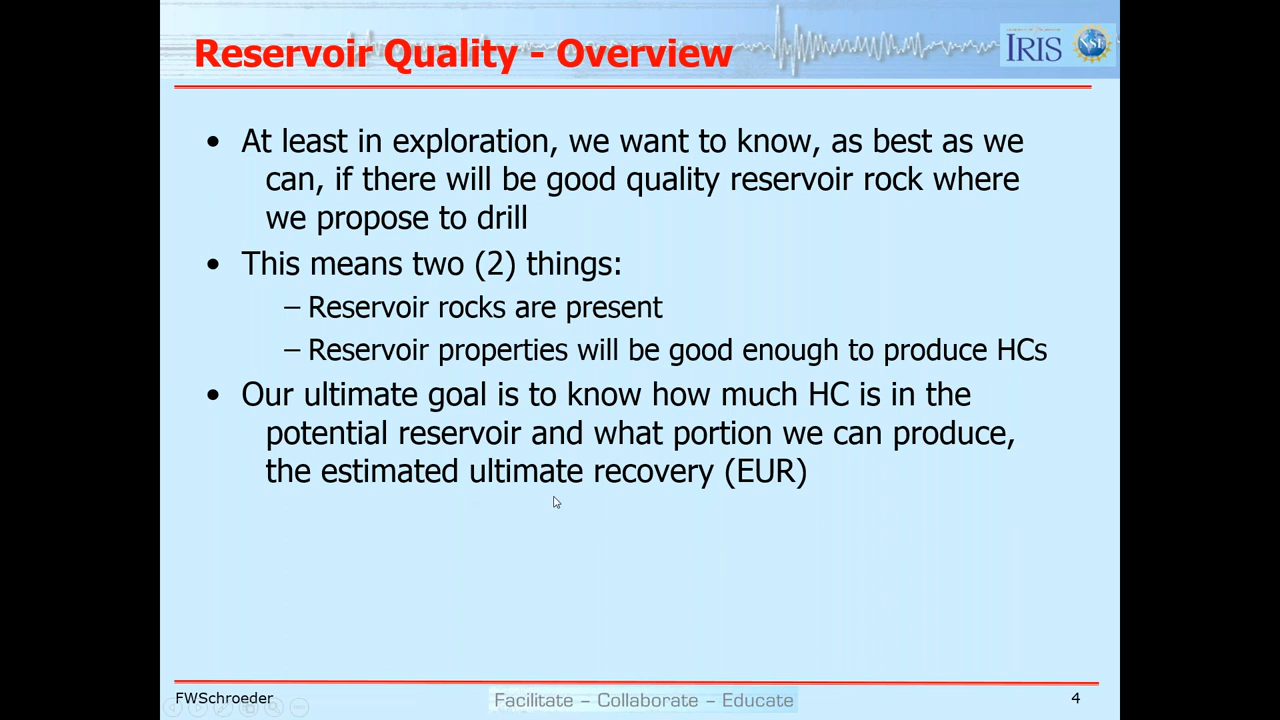 Reservoir Quality - Overview
IRIS
NSF
• At least in exploration, we want to know, as best as we
can, if there will be good quality reservoir rock where
we propose to drill
• This means two (2) things:
– Reservoir rocks are present
– Reservoir properties will be good enough to produce HCs
• Our ultimate goal is to know how much HC is in the
potential reservoir and what portion we can produce,
the estimated ultimate recovery (EUR)
FWSchroeder
Facilitate – Collaborate – Educate
4